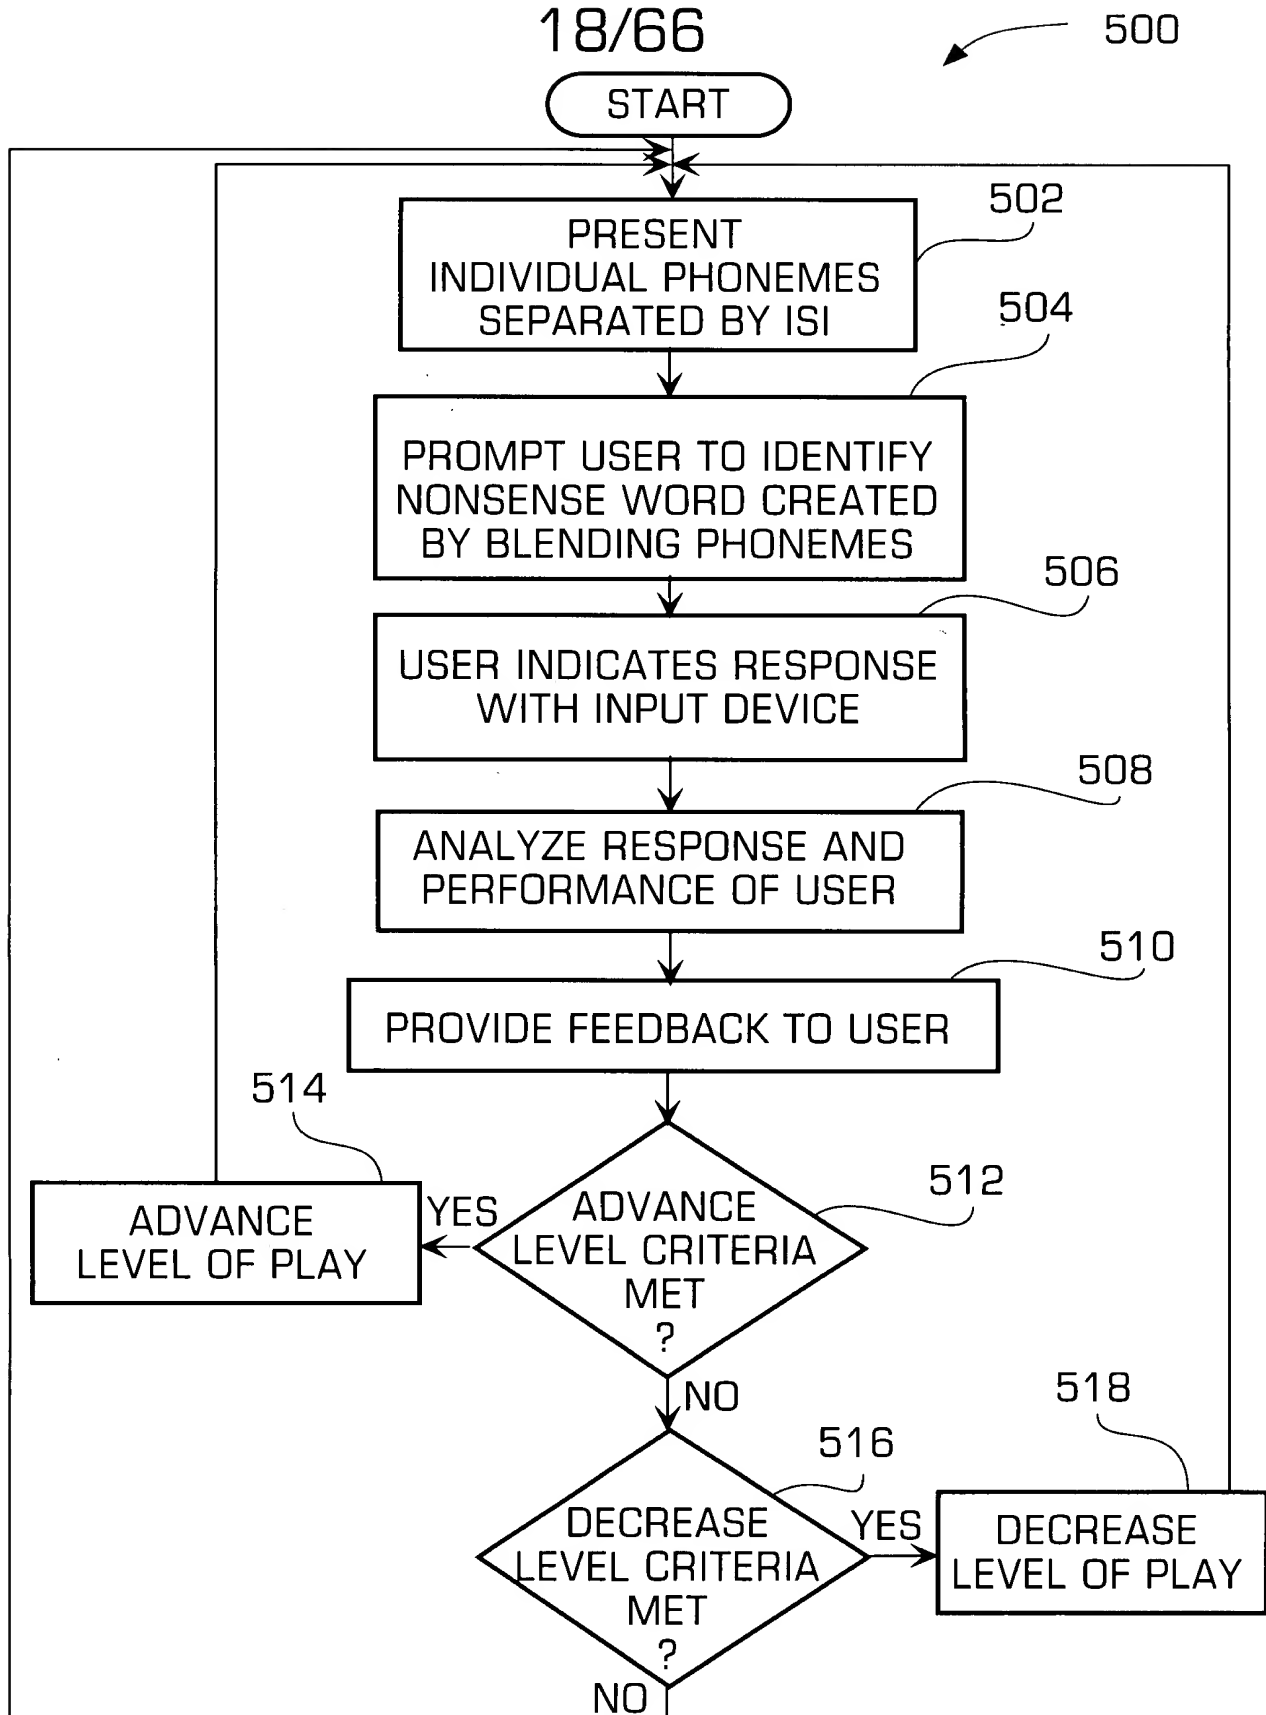 18/66
500
START
502
PRESENT
INDIVIDUAL PHONEMES
SEPARATED BY ISI
504
PROMPT USER TO IDENTIFY
NONSENSE WORD CREATED
BY BLENDING PHONEMES
506
USER INDICATES RESPONSE
WITH INPUT DEVICE
508
ANALYZE RESPONSE AND
PERFORMANCE OF USER
510
PROVIDE FEEDBACK TO USER
514
512
ADVANCE
LEVEL OF PLAY
YES
ADVANCE
LEVEL CRITERIA
MET
?
NO
518
516
DECREASE
LEVEL CRITERIA
MET
?
YES
DECREASE
LEVEL OF PLAY
NO